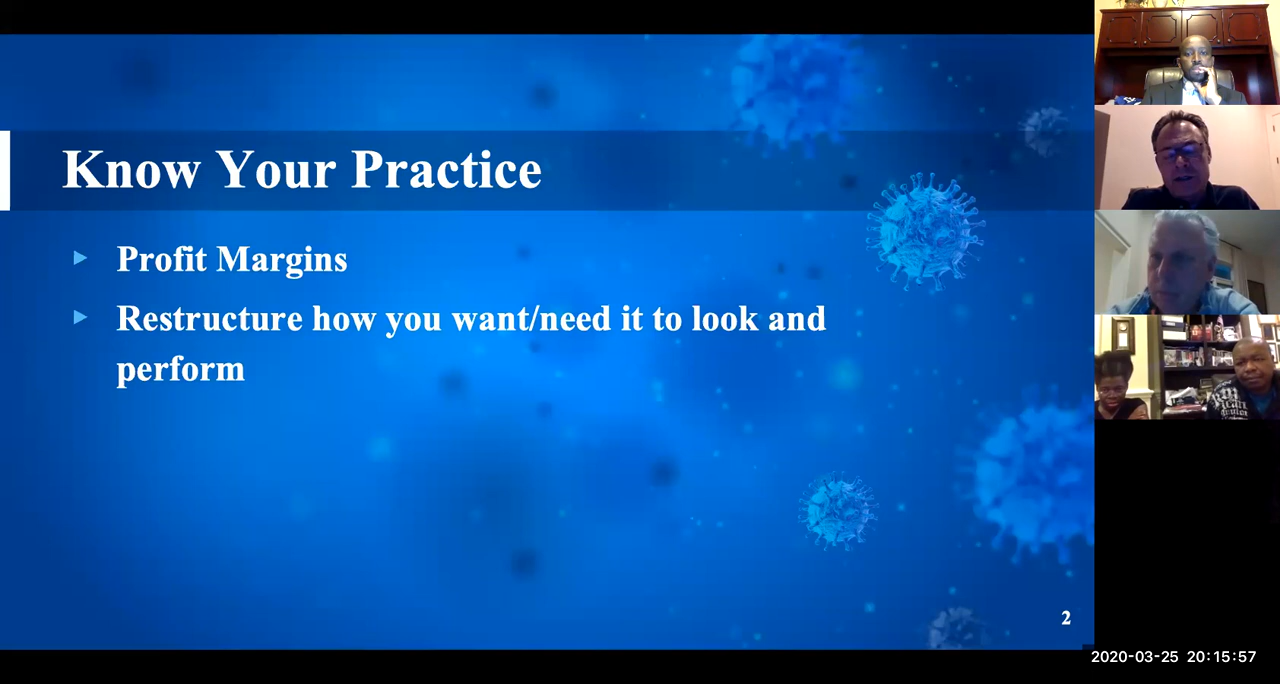 Know Your Practice
Profit Margins
Restructure how you want/need it to look and
perform
2
2020-03-25 20:15:57